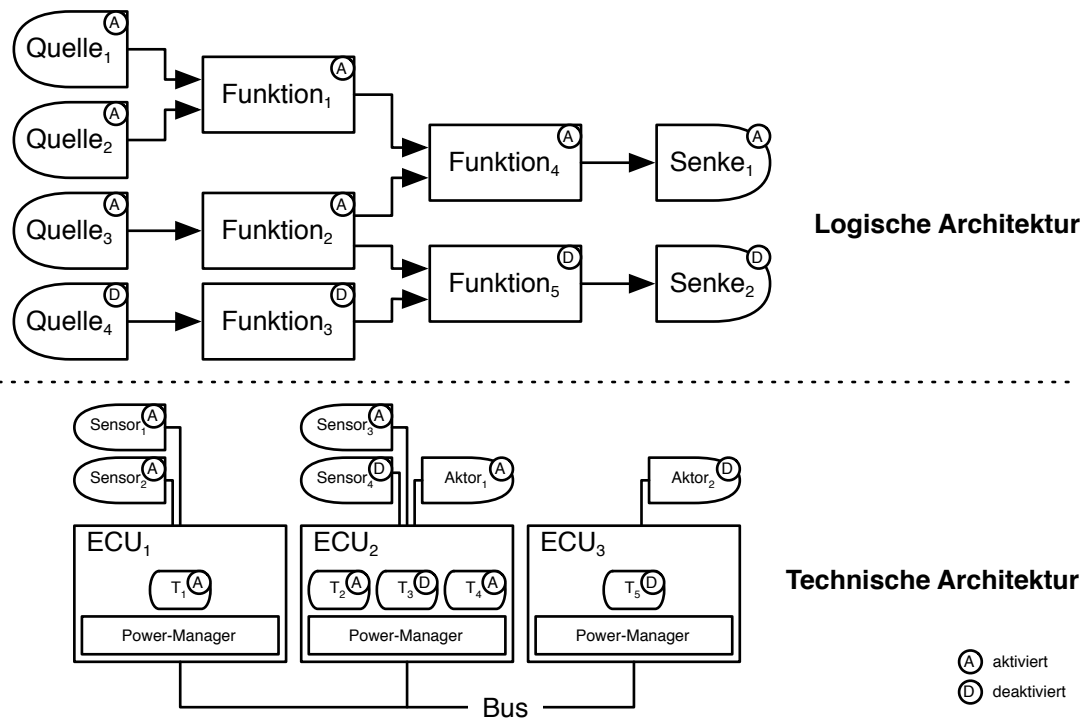 A
Quelle₁
A
Funktion₁
A
Quelle₂
A
Funktion₄
A
Senke₁
A
Quelle₃
A
Funktion₂
Logische Architektur
D
Funktion₅
D
Senke₂
D
Quelle₄
D
Funktion₃
Sensor₁ A
Sensor₃ A
Sensor₂ A
Sensor₄ D
Aktor₁ A
Aktor₂ D
ECU₁
ECU₂
ECU₃
T₁ A
T₂ A
T₃ D
T₄ A
T₅ D
Technische Architektur
Power-Manager
Power-Manager
Power-Manager
A aktiviert
D deaktiviert
Bus